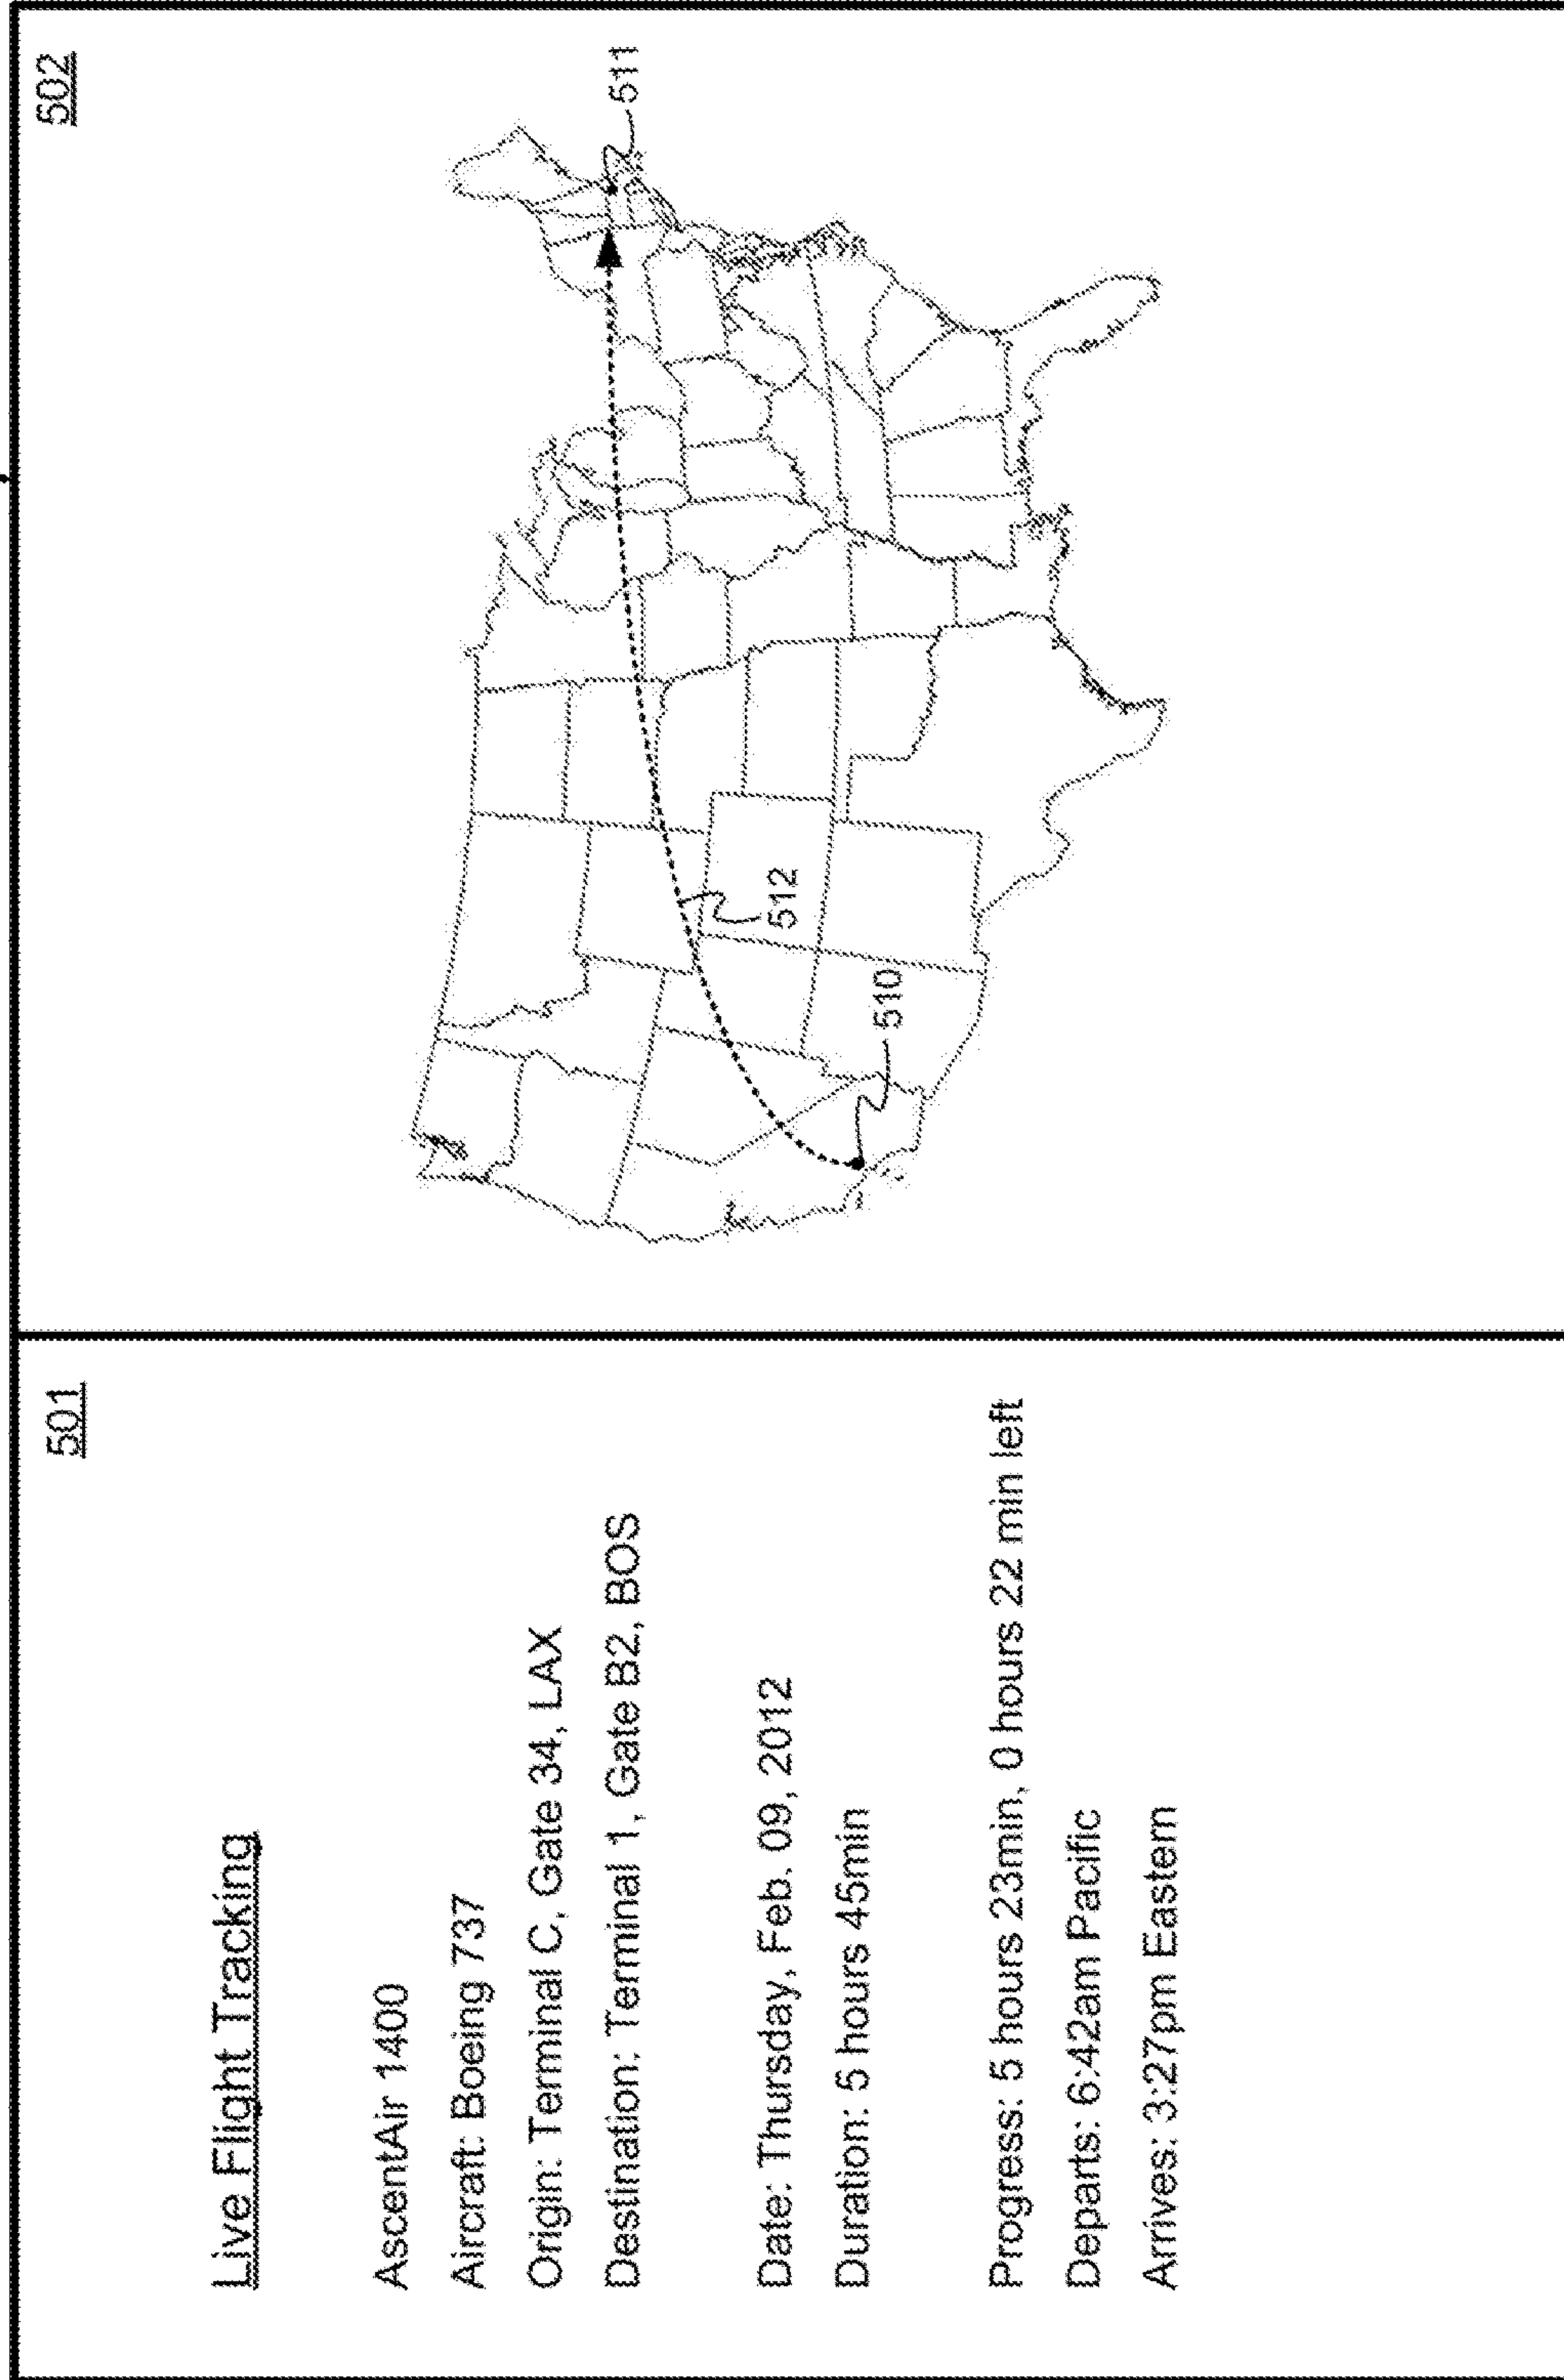 501
Live Flight Tracking
AscentAir 1400
Aircraft: Boeing 737
Origin: Terminal C, Gate 34, LAX
Destination: Terminal 1, Gate B2, BOS
Date: Thursday, Feb. 09, 2012
Duration: 5 hours 45min
Progress: 5 hours 23min, 0 hours 22 min left
Departs: 6:42am Pacific
Arrives: 3:27pm Eastern
502
511
512
510